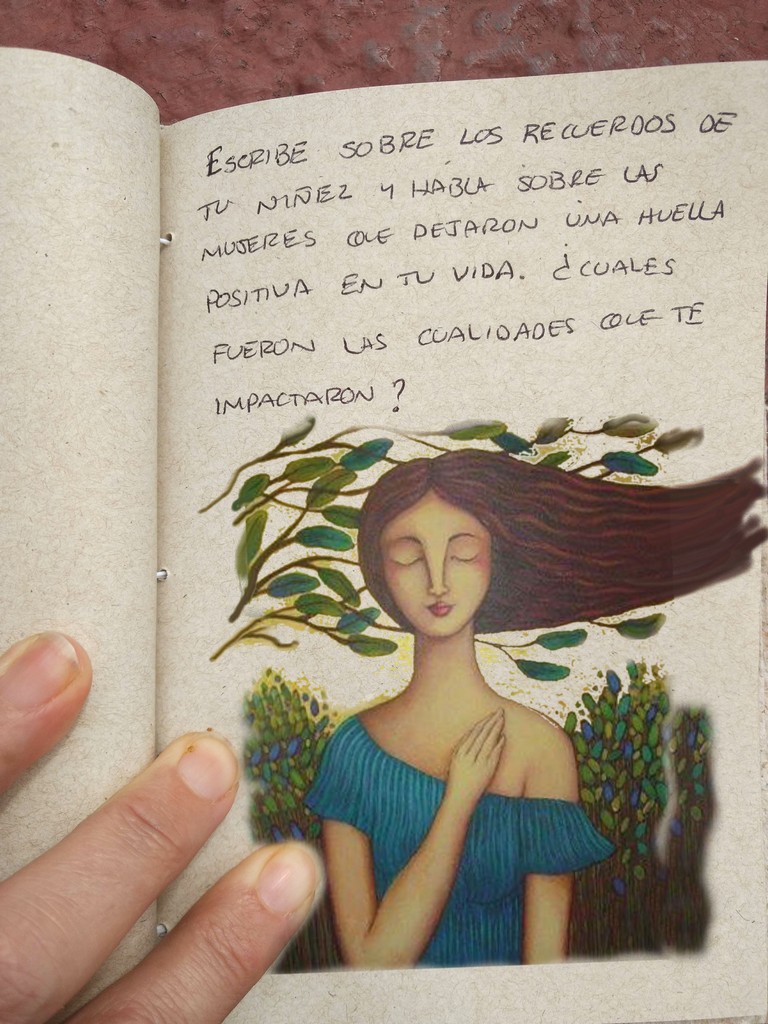 ESCRIBE SOBRE LOS RECUERDOS DE
TU NIÑEZ Y HABLA SOBRE LAS
MUJERES QUE DEJARON UNA HUELLA
POSITIVA EN TU VIDA. ¿CUALES
FUERON LAS CUALIDADES QUE TE
IMPACTARON?